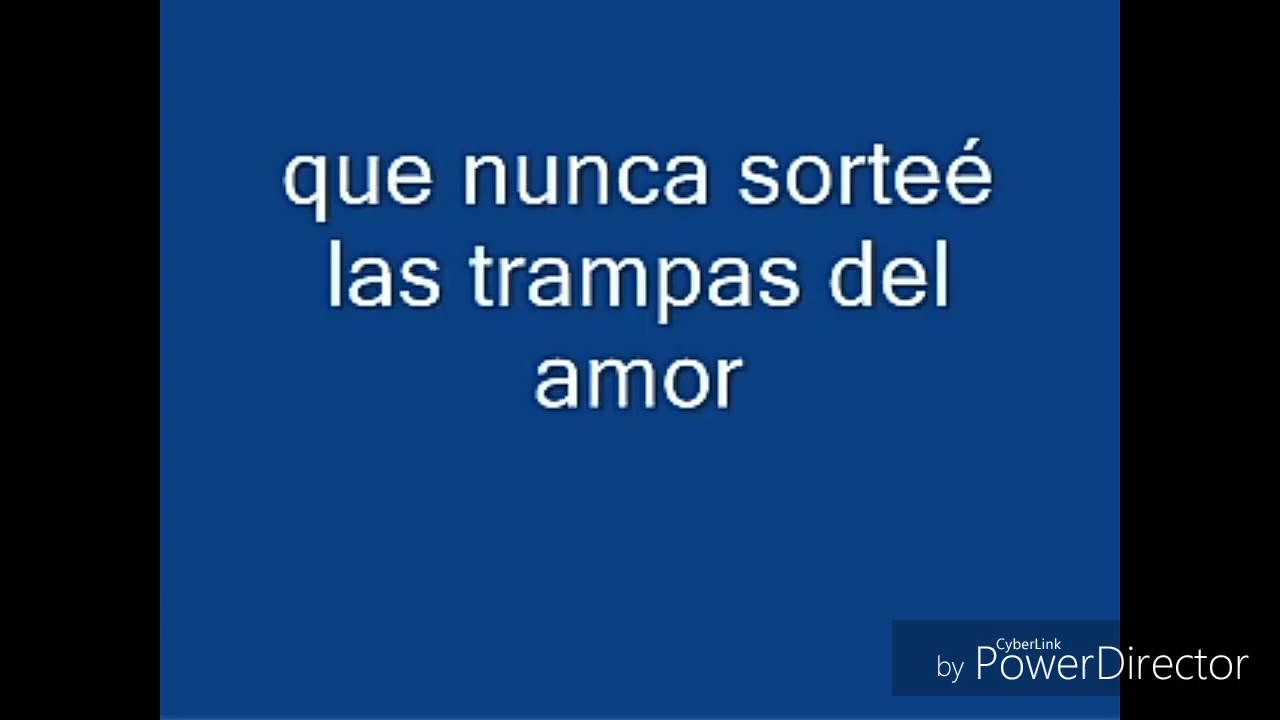 que nunca sorteé
las trampas del
amor
CyberLink
by PowerDirector